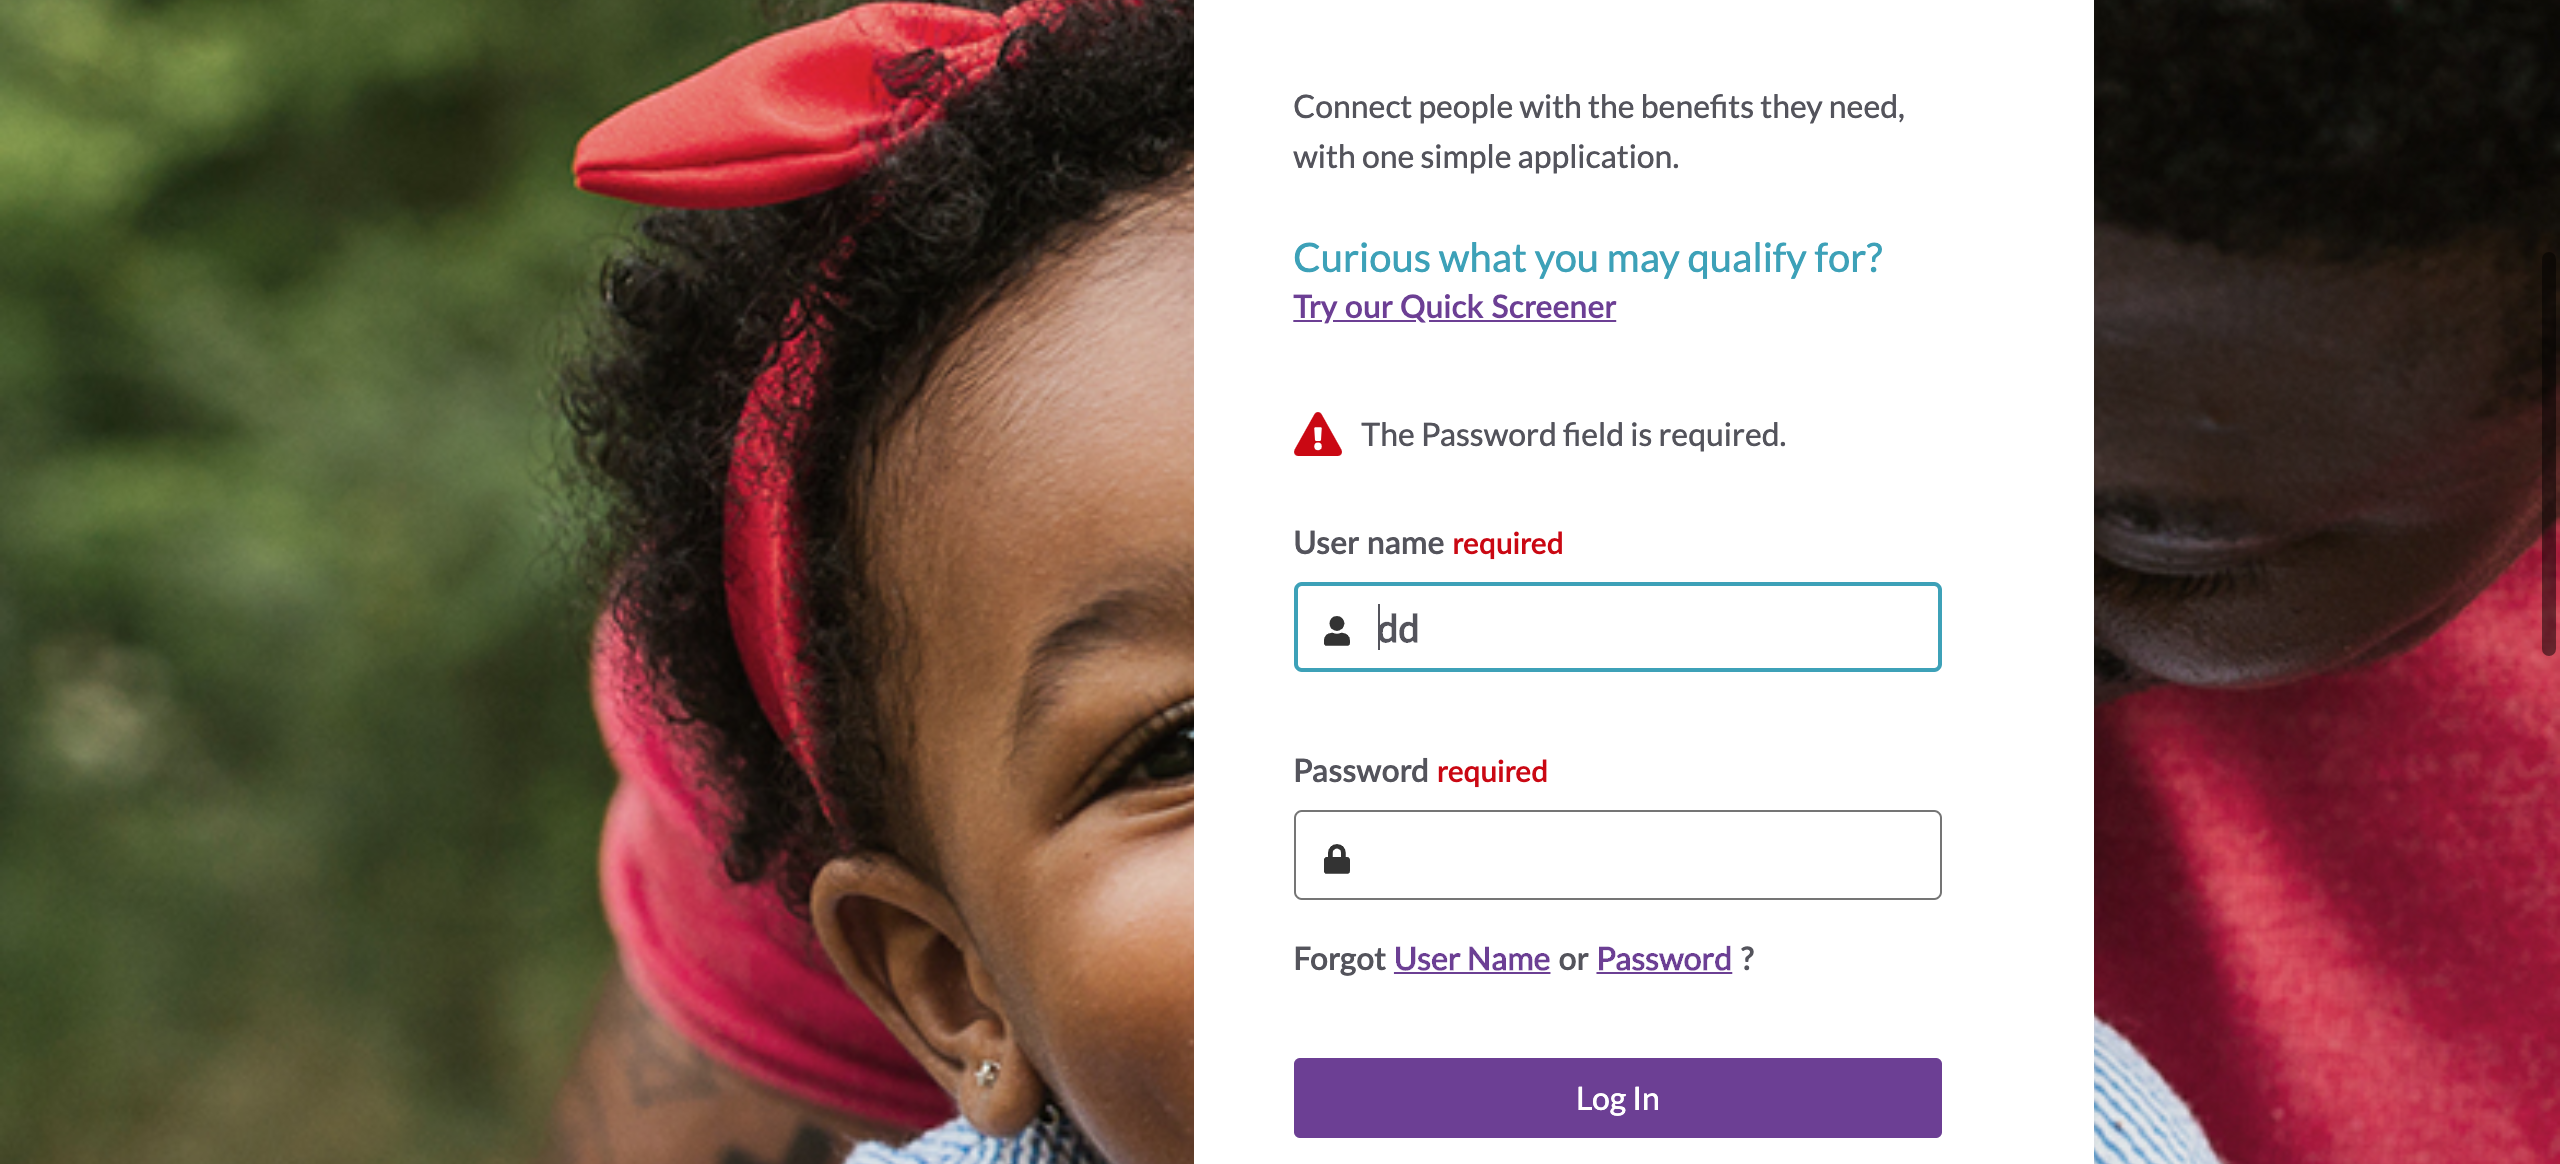 Connect people with the benefits they need,
with one simple application.
Curious what you may qualify for?
Try our Quick Screener
The Password field is required.
User name required
dd
Password required
Forgot User Name or Password ?
Log In